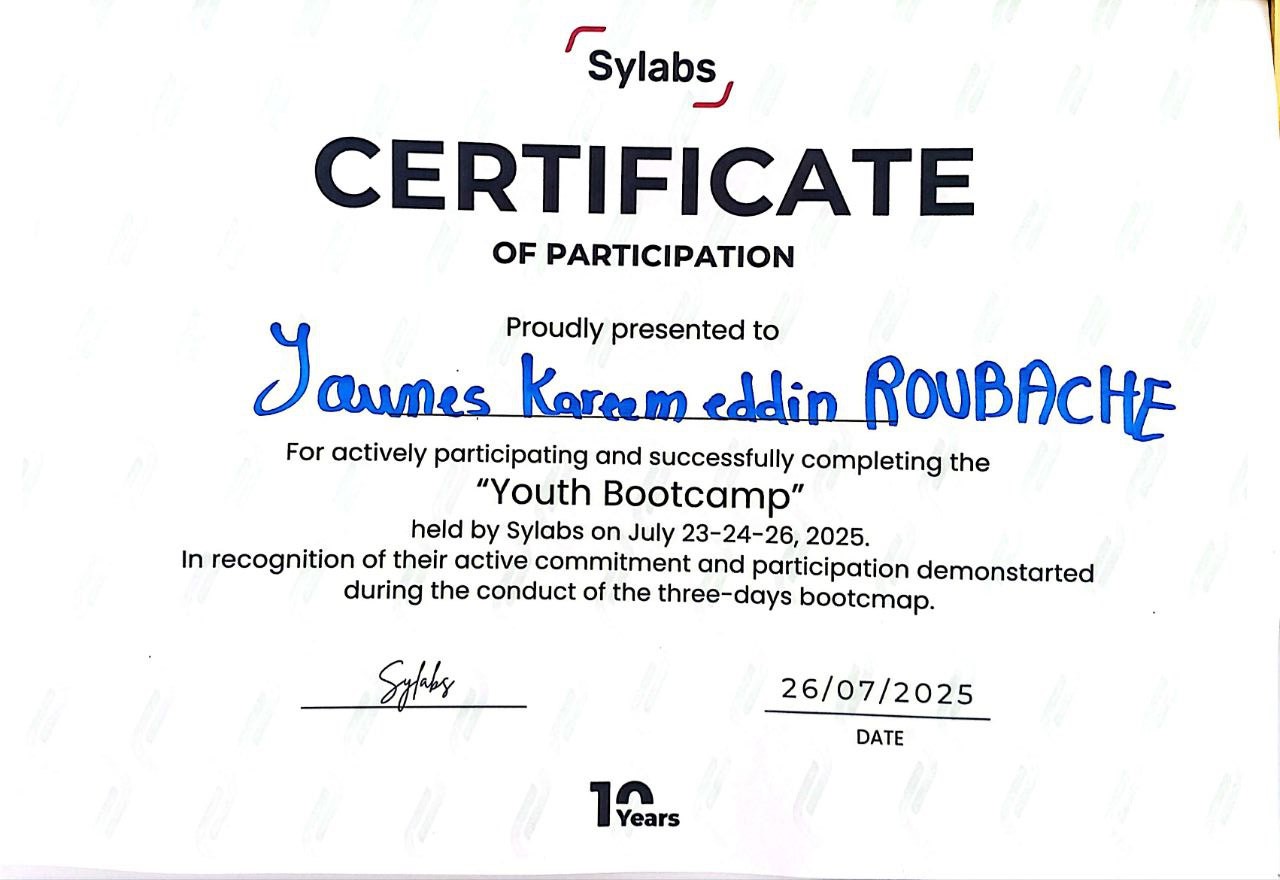 Sylabs
CERTIFICATE
OF PARTICIPATION
Proudly presented to
Younes Kareem eddin ROUBACHE
For actively participating and successfully completing the
“Youth Bootcamp”
held by Sylabs on July 23-24-26, 2025.
In recognition of their active commitment and participation demonstarted
during the conduct of the three-days bootcmap.
Sylabs
26/07/2025
DATE
10 Years